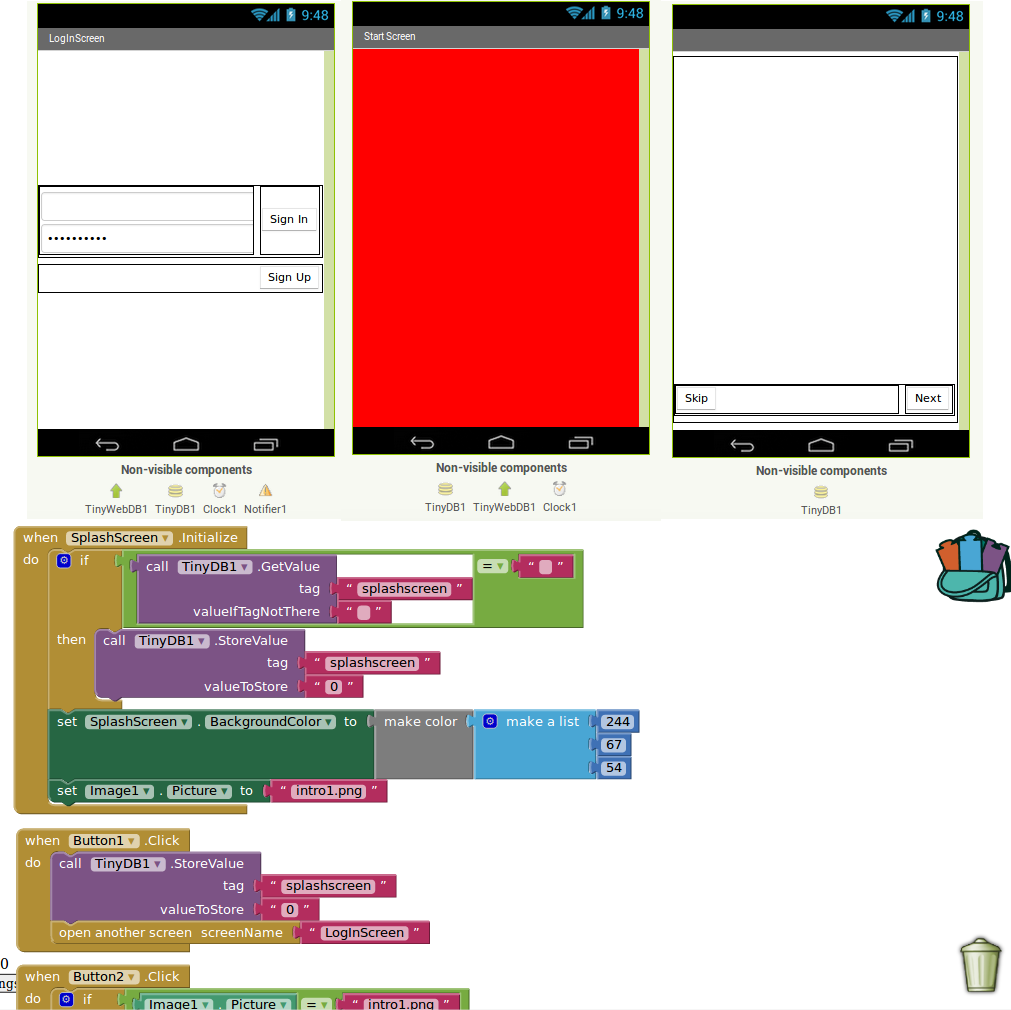 9:48
LogInScreen
Sign In
••••••••••
Sign Up
Non-visible components
TinyWebDB1 TinyDB1 Clock1 Notifier1
9:48
Start Screen
Non-visible components
TinyDB1 TinyWebDB1 Clock1
9:48
Skip Next
Non-visible components
TinyDB1
when SplashScreen .Initialize
do if call TinyDB1 .GetValue = “ ”
tag “ splashscreen ”
valueIfTagNotThere “ ”
then call TinyDB1 .StoreValue
tag “ splashscreen ”
valueToStore “ 0 ”
set SplashScreen . BackgroundColor to make color make a list 244
67
54
set Image1 . Picture to “ intro1.png ”
when Button1 .Click
do call TinyDB1 .StoreValue
tag “ splashscreen ”
valueToStore “ 0 ”
open another screen screenName “ LogInScreen ”
0
ngs
when Button2 .Click
do if Image1 . Picture = “ intro1.png ”